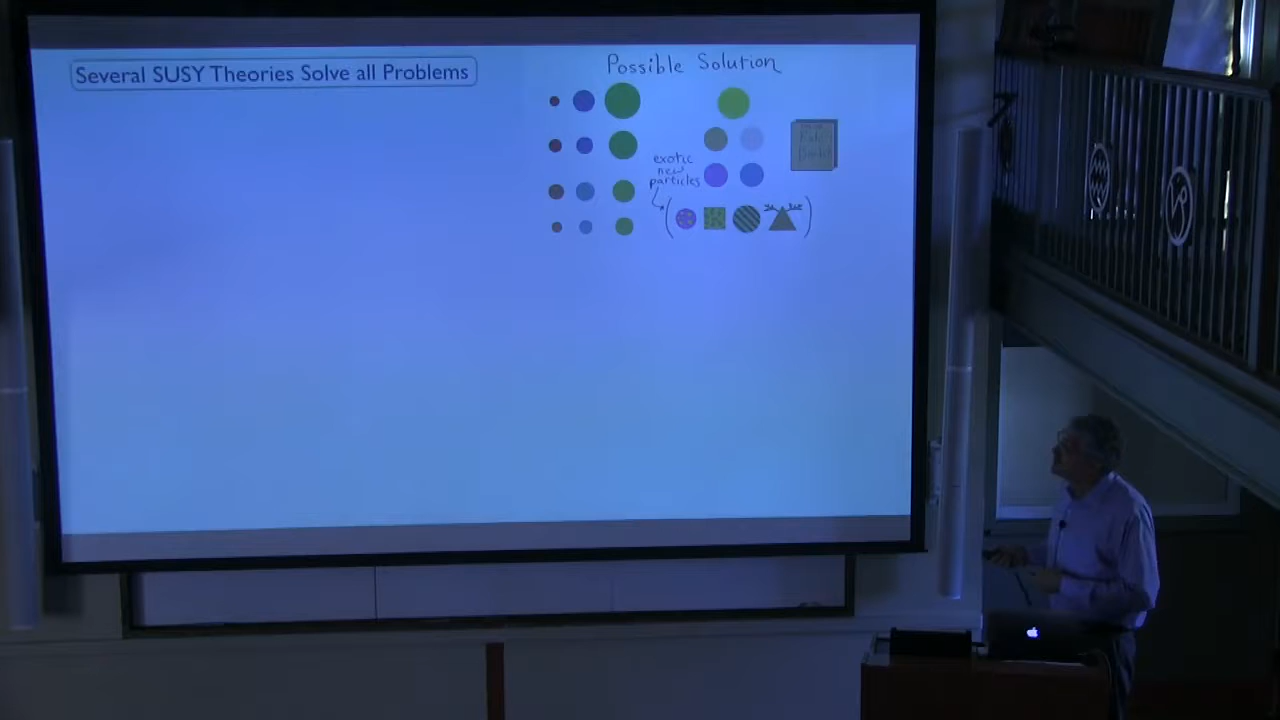 Several SUSY Theories Solve all Problems
Possible Solution
exotic
new
particles